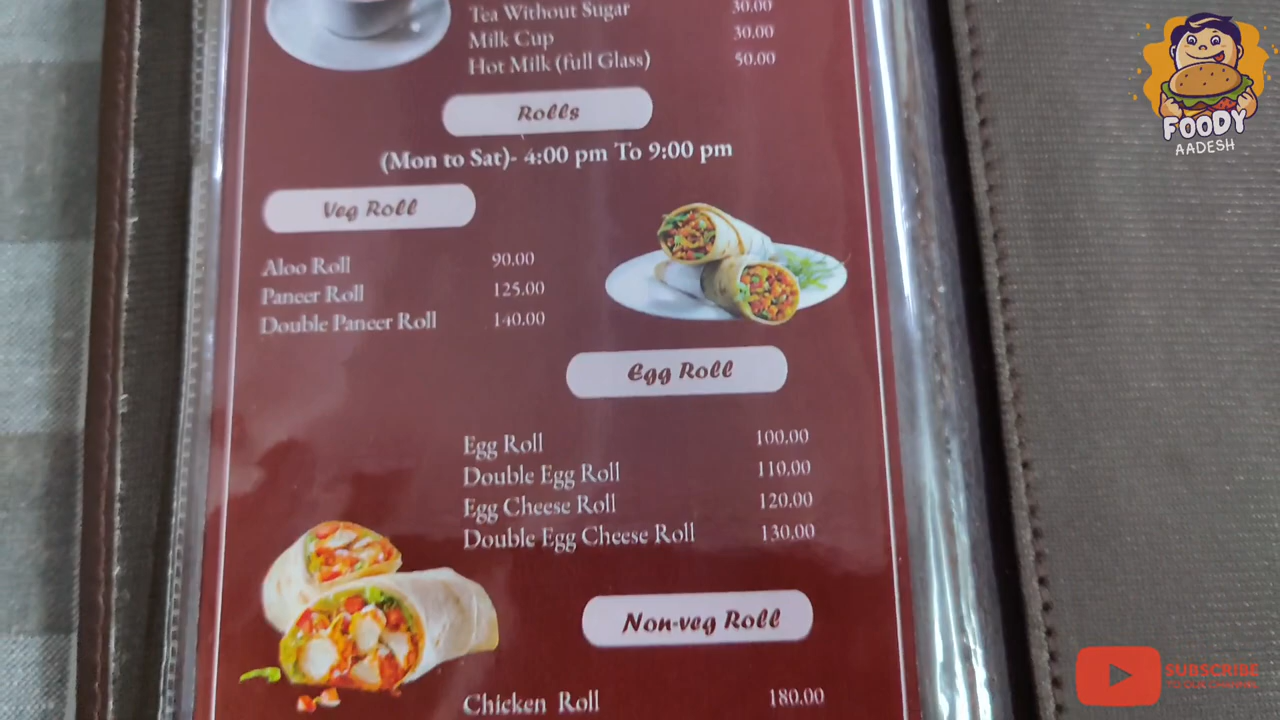 Tea Without Sugar 30.00
Milk Cup 30.00
Hot Milk (full Glass) 50.00
Rolls
(Mon to Sat)- 4:00 pm To 9:00 pm
Veg Roll
Aloo Roll 90.00
Paneer Roll 125.00
Double Paneer Roll 140.00
Egg Roll
Egg Roll 100.00
Double Egg Roll 110.00
Egg Cheese Roll 120.00
Double Egg Cheese Roll 130.00
Non-veg Roll
Chicken Roll 180.00
FOODY
AADESH
SUBSCRIBE